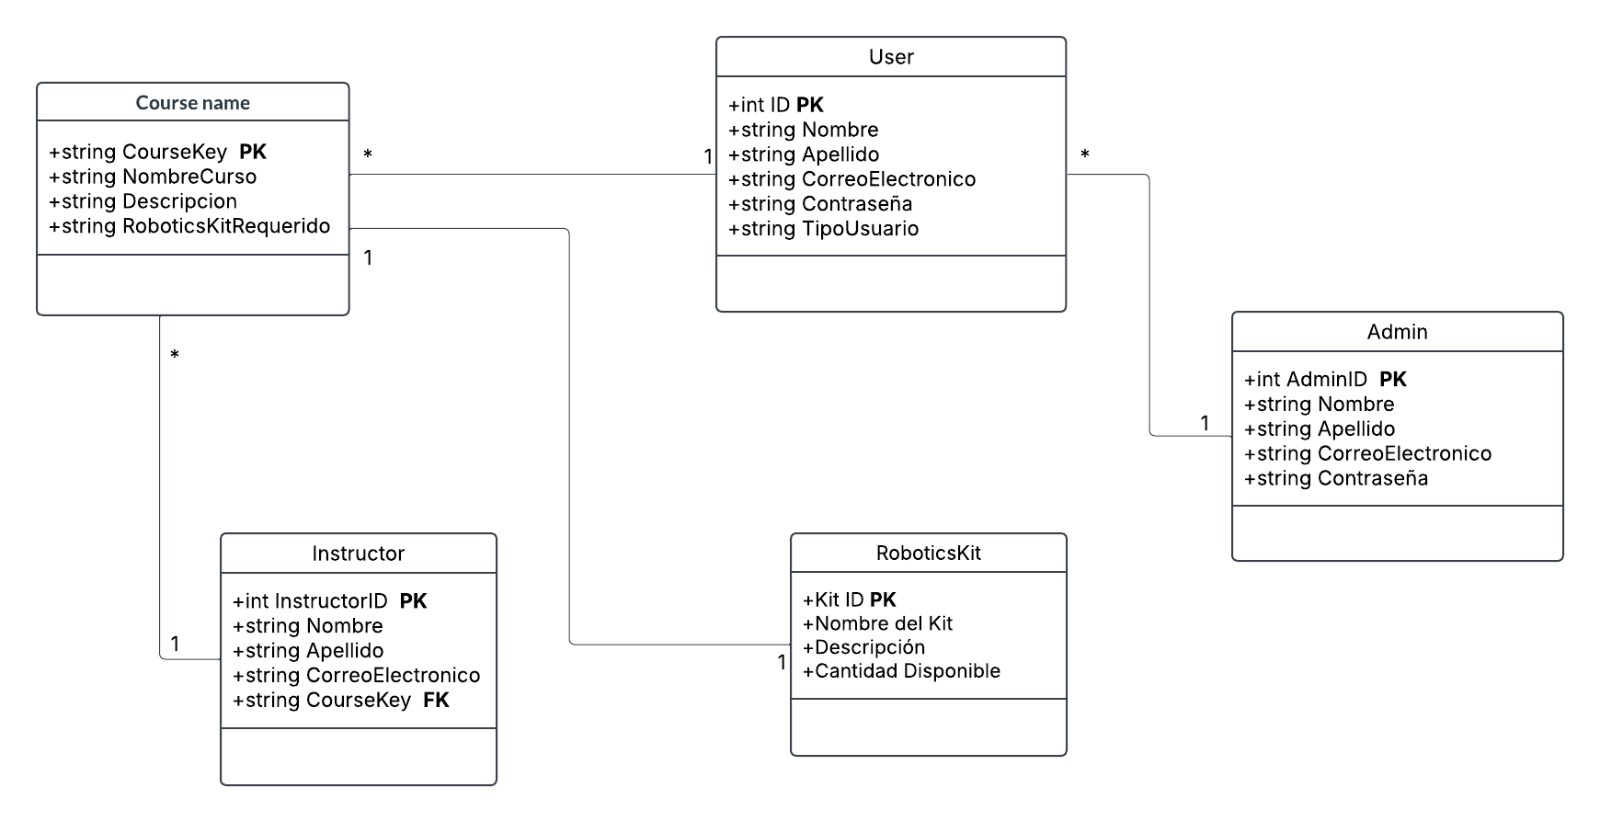 Course name
+string CourseKey PK
+string NombreCurso
+string Descripcion
+string RoboticsKitRequerido
*
1
1
User
+int ID PK
+string Nombre
+string Apellido
+string CorreoElectronico
+string Contraseña
+string TipoUsuario
*
1
Admin
+int AdminID PK
+string Nombre
+string Apellido
+string CorreoElectronico
+string Contraseña
*
1
Instructor
+int InstructorID PK
+string Nombre
+string Apellido
+string CorreoElectronico
+string CourseKey FK
1
RoboticsKit
+Kit ID PK
+Nombre del Kit
+Descripción
+Cantidad Disponible